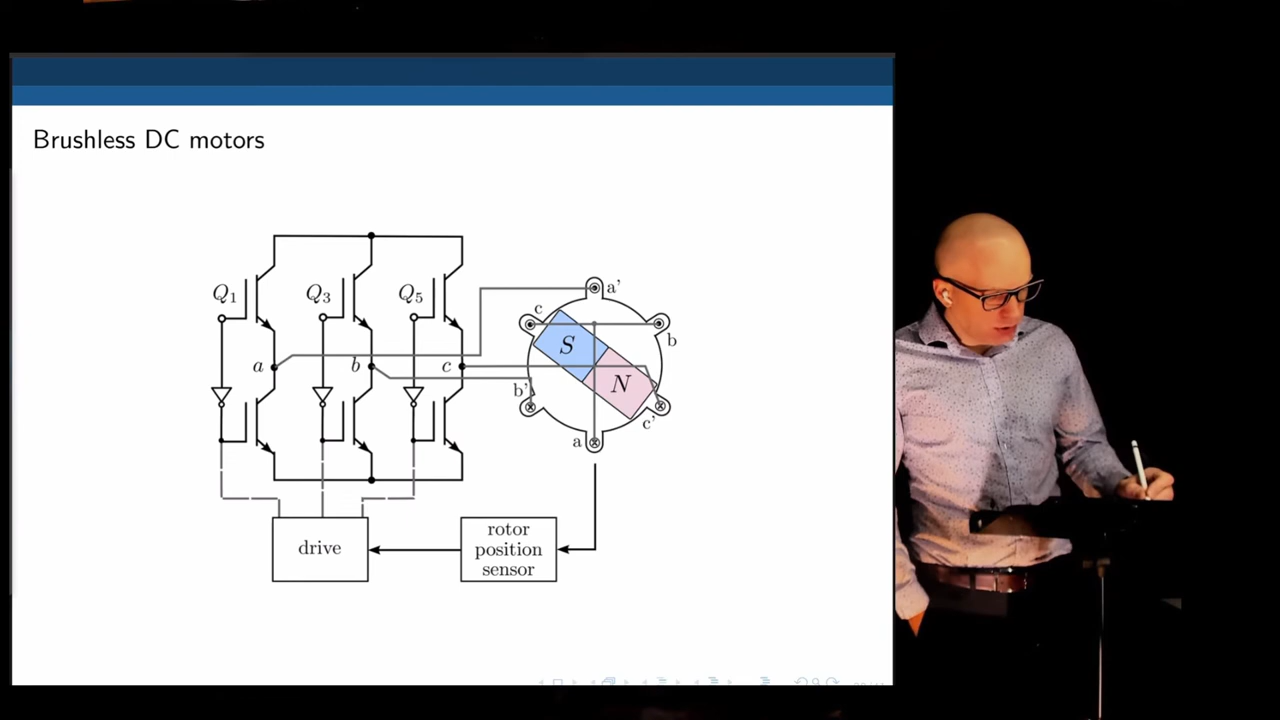 Brushless DC motors
Q1
Q3
Q5
a
b
c
a'
c
b
S
N
b'
c'
a
drive
rotor
position
sensor